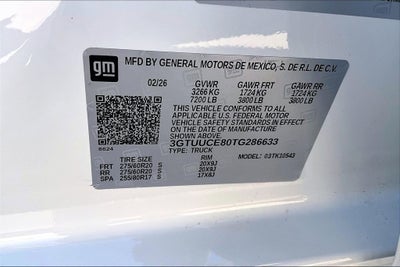 gm
MFD BY GENERAL MOTORS DE MEXICO, S. DE R.L. DE C.V.
02/26 GVWR GAWR FRT GAWR RR
3266 KG 1724 KG 1724 KG
7200 LB 3800 LB 3800 LB
THIS VEHICLE CONFORMS TO ALL
APPLICABLE U.S. FEDERAL MOTOR
VEHICLE SAFETY STANDARDS IN EFFECT
ON THE DATE OF MANUFACTURE SHOWN ABOVE.
3GTUUCE80TG286633
TYPE: TRUCK MODEL: 03TK10543
6624
TIRE SIZE RIM
FRT 275/60R20 S 20X9J
RR 275/60R20 S 20X9J
SPA 255/80R17 S 17X8J